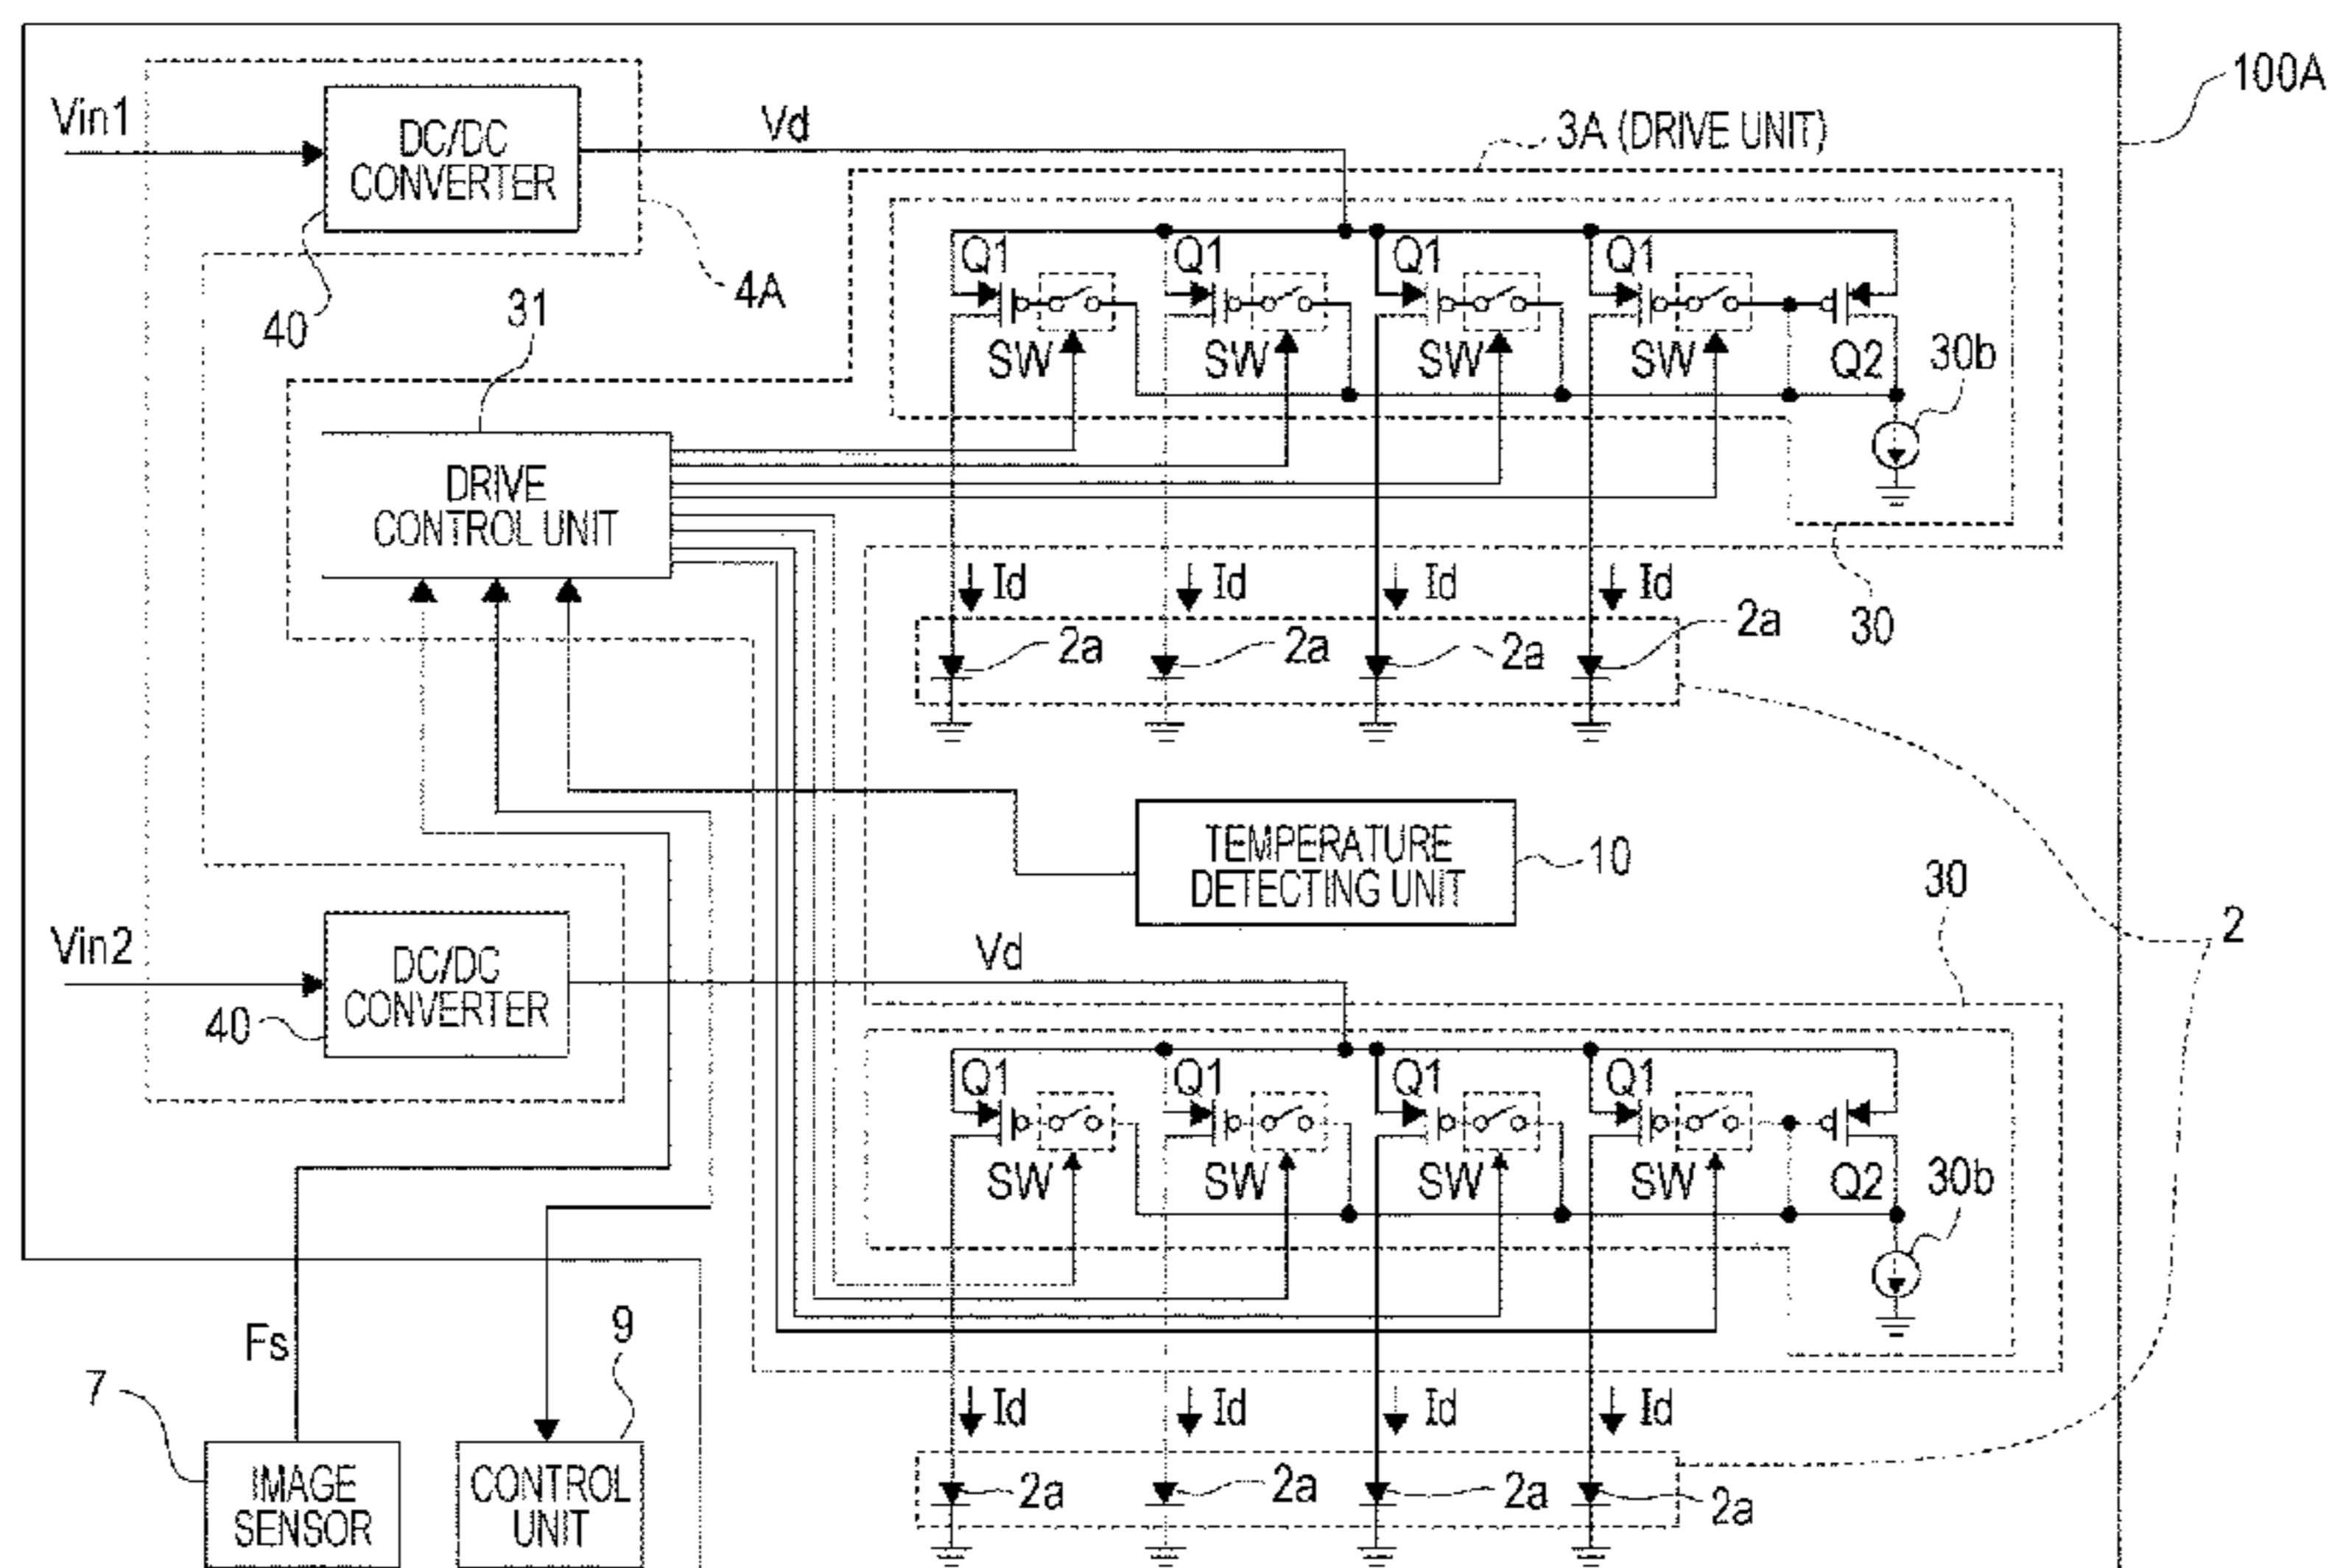 100A
Vin1
DC/DC
CONVERTER
Vd
3A (DRIVE UNIT)
40
4A
31
Q1
Q1
Q1
Q1
SW
SW
SW
SW
Q2
30b
DRIVE
CONTROL UNIT
Id
Id
Id
Id
30
2a
2a
2a
2a
TEMPERATURE
DETECTING UNIT
10
30
2
Vin2
DC/DC
CONVERTER
40
Vd
Q1
Q1
Q1
Q1
SW
SW
SW
SW
Q2
30b
Fs
7
9
Id
Id
Id
Id
IMAGE
SENSOR
CONTROL
UNIT
2a
2a
2a
2a